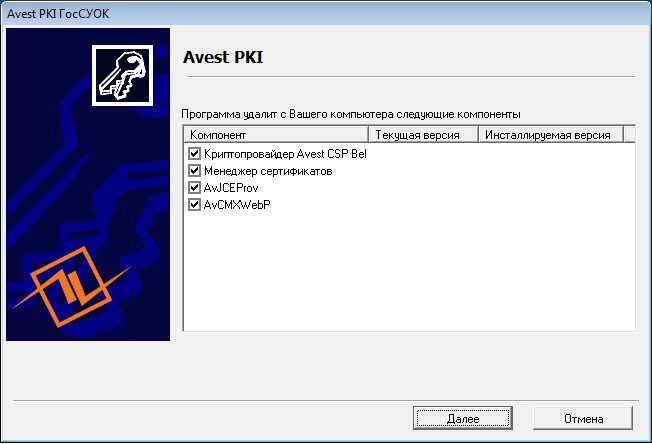 Avest PKI ГосСУОК
Avest PKI
Программа удалит с Вашего компьютера следующие компоненты
Компонент Текущая версия Инсталлируемая версия
Криптопровайдер Avest CSP Bel
Менеджер сертификатов
AvJCEProv
AvCMXWebP
Далее Отмена